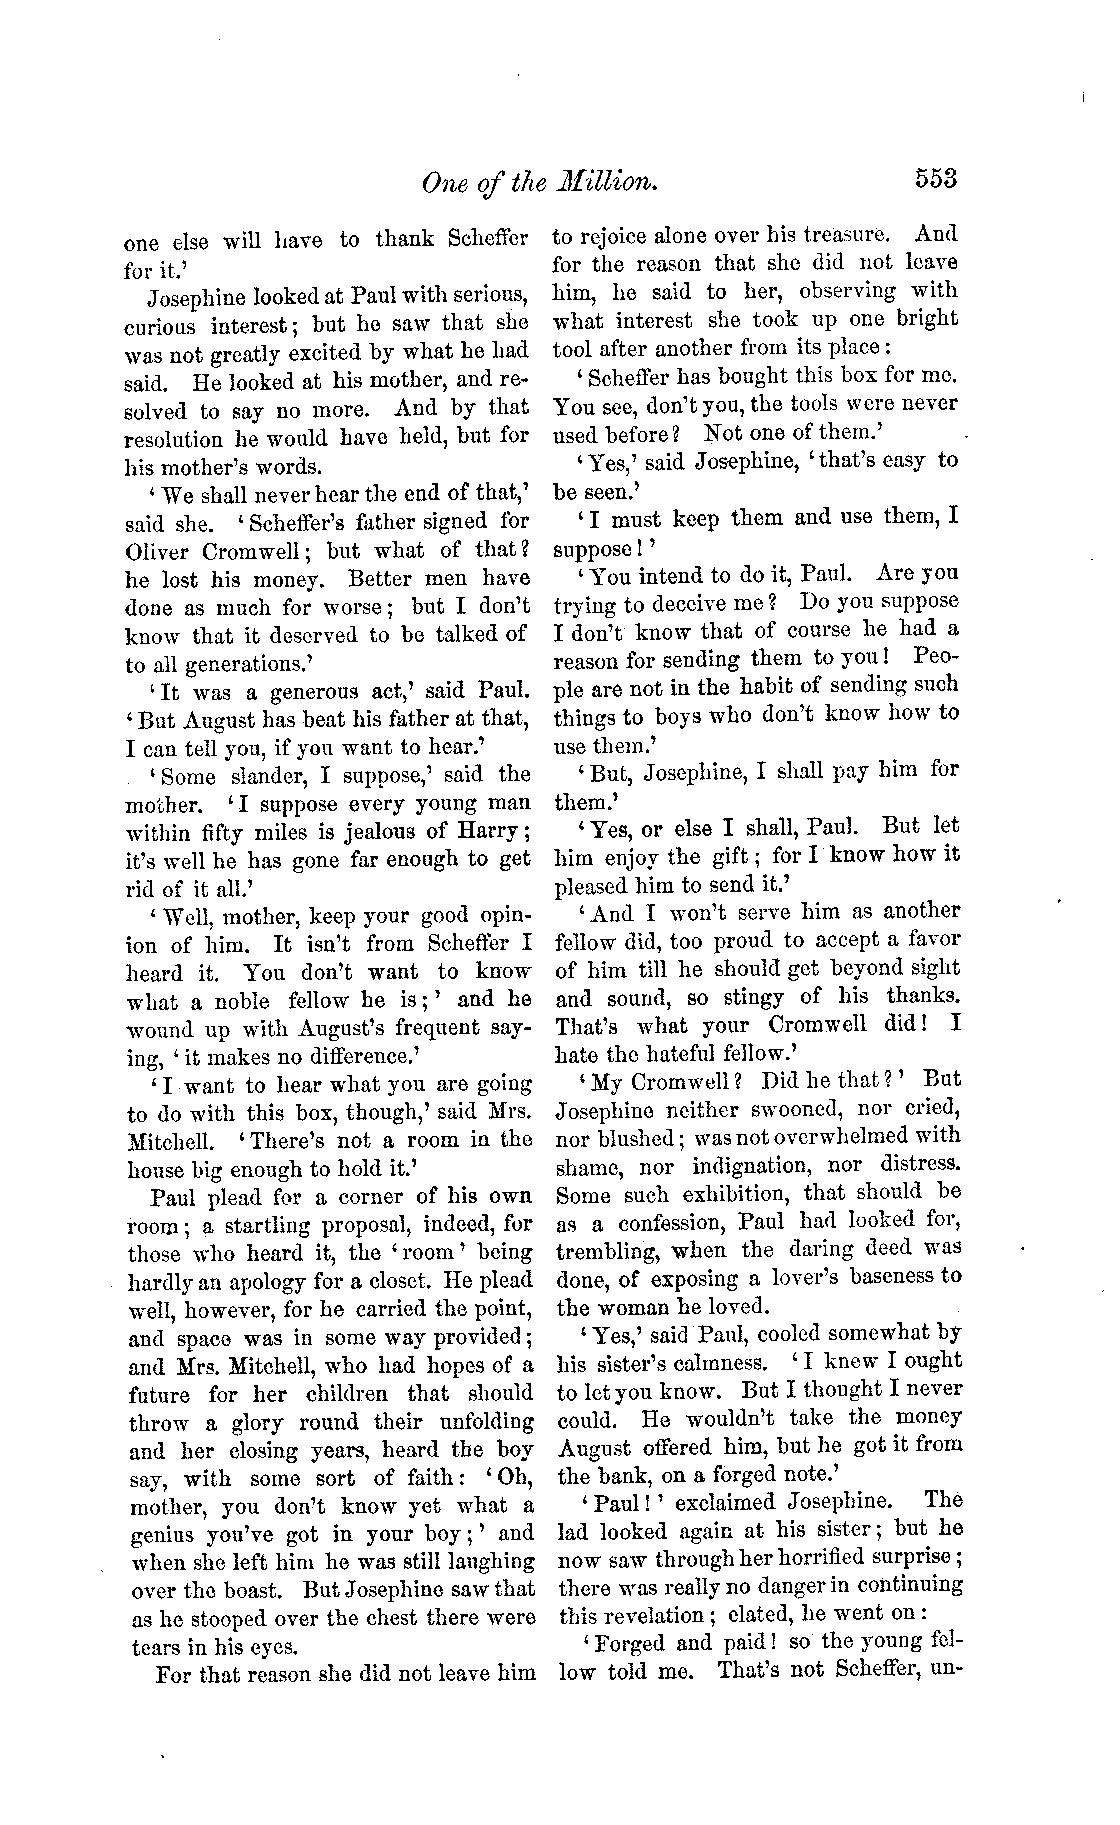 One of the Million.
553
one else will have to thank Scheffer
for it.’
Josephine looked at Paul with serious,
curious interest; but he saw that she
was not greatly excited by what he had
said. He looked at his mother, and re-
solved to say no more. And by that
resolution he would have held, but for
his mother’s words.
‘We shall never hear the end of that,’
said she. ‘Scheffer’s father signed for
Oliver Cromwell; but what of that?
he lost his money. Better men have
done as much for worse; but I don’t
know that it deserved to be talked of
to all generations.’
‘It was a generous act,’ said Paul.
‘But August has beat his father at that,
I can tell you, if you want to hear.’
‘Some slander, I suppose,’ said the
mother. ‘I suppose every young man
within fifty miles is jealous of Harry;
it’s well he has gone far enough to get
rid of it all.’
‘Well, mother, keep your good opin-
ion of him. It isn’t from Scheffer I
heard it. You don’t want to know
what a noble fellow he is;’ and he
wound up with August’s frequent say-
ing, ‘it makes no difference.’
‘I want to hear what you are going
to do with this box, though,’ said Mrs.
Mitchell. ‘There’s not a room in the
house big enough to hold it.’
Paul plead for a corner of his own
room; a startling proposal, indeed, for
those who heard it, the ‘room’ being
hardly an apology for a closet. He plead
well, however, for he carried the point,
and space was in some way provided;
and Mrs. Mitchell, who had hopes of a
future for her children that should
throw a glory round their unfolding
and her closing years, heard the boy
say, with some sort of faith: ‘Oh,
mother, you don’t know yet what a
genius you’ve got in your boy;’ and
when she left him he was still laughing
over the boast. But Josephine saw that
as he stooped over the chest there were
tears in his eyes.
For that reason she did not leave him
to rejoice alone over his treasure. And
for the reason that she did not leave
him, he said to her, observing with
what interest she took up one bright
tool after another from its place:
‘Scheffer has bought this box for me.
You see, don’t you, the tools were never
used before? Not one of them.’
‘Yes,’ said Josephine, ‘that’s easy to
be seen.’
‘I must keep them and use them, I
suppose!’
‘You intend to do it, Paul. Are you
trying to deceive me? Do you suppose
I don’t know that of course he had a
reason for sending them to you! Peo-
ple are not in the habit of sending such
things to boys who don’t know how to
use them.’
‘But, Josephine, I shall pay him for
them.’
‘Yes, or else I shall, Paul. But let
him enjoy the gift; for I know how it
pleased him to send it.’
‘And I won’t serve him as another
fellow did, too proud to accept a favor
of him till he should get beyond sight
and sound, so stingy of his thanks.
That’s what your Cromwell did! I
hate the hateful fellow.’
‘My Cromwell? Did he that?’ But
Josephine neither swooned, nor cried,
nor blushed; was not overwhelmed with
shame, nor indignation, nor distress.
Some such exhibition, that should be
as a confession, Paul had looked for,
trembling, when the daring deed was
done, of exposing a lover’s baseness to
the woman he loved.
‘Yes,’ said Paul, cooled somewhat by
his sister’s calmness. ‘I knew I ought
to let you know. But I thought I never
could. He wouldn’t take the money
August offered him, but he got it from
the bank, on a forged note.’
‘Paul!’ exclaimed Josephine. The
lad looked again at his sister; but he
now saw through her horrified surprise;
there was really no danger in continuing
this revelation; elated, he went on:
‘Forged and paid! so the young fel-
low told me. That’s not Scheffer, un-